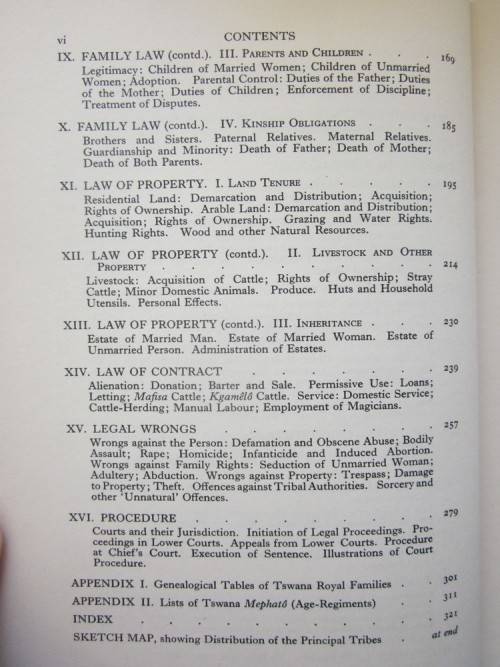 vi CONTENTS
IX. FAMILY LAW (contd.). III. PARENTS AND CHILDREN . . . 169
Legitimacy: Children of Married Women; Children of Unmarried
Women; Adoption. Parental Control: Duties of the Father; Duties
of the Mother; Duties of Children; Enforcement of Discipline;
Treatment of Disputes.
X. FAMILY LAW (contd.). IV. KINSHIP OBLIGATIONS . . . 185
Brothers and Sisters. Paternal Relatives. Maternal Relatives.
Guardianship and Minority: Death of Father; Death of Mother;
Death of Both Parents.
XI. LAW OF PROPERTY. I. LAND TENURE . . . . . 195
Residential Land: Demarcation and Distribution; Acquisition;
Rights of Ownership. Arable Land: Demarcation and Distribution;
Acquisition; Rights of Ownership. Grazing and Water Rights.
Hunting Rights. Wood and other Natural Resources.
XII. LAW OF PROPERTY (contd.). II. LIVESTOCK AND OTHER
PROPERTY . . . . . . . . . . 214
Livestock: Acquisition of Cattle; Rights of Ownership; Stray
Cattle; Minor Domestic Animals. Produce. Huts and Household
Utensils. Personal Effects.
XIII. LAW OF PROPERTY (contd.). III. INHERITANCE . . . 230
Estate of Married Man. Estate of Married Woman. Estate of
Unmarried Person. Administration of Estates.
XIV. LAW OF CONTRACT . . . . . . . 239
Alienation: Donation; Barter and Sale. Permissive Use: Loans;
Letting; Mafisa Cattle; Kgamêlô Cattle. Service: Domestic Service;
Cattle-Herding; Manual Labour; Employment of Magicians.
XV. LEGAL WRONGS . . . . . . . . 257
Wrongs against the Person: Defamation and Obscene Abuse; Bodily
Assault; Rape; Homicide; Infanticide and Induced Abortion.
Wrongs against Family Rights: Seduction of Unmarried Woman;
Adultery; Abduction. Wrongs against Property: Trespass; Damage
to Property; Theft. Offences against Tribal Authorities. Sorcery and
other 'Unnatural' Offences.
XVI. PROCEDURE . . . . . . . . . 279
Courts and their Jurisdiction. Initiation of Legal Proceedings. Pro-
ceedings in Lower Courts. Appeals from Lower Courts. Procedure
at Chief's Court. Execution of Sentence. Illustrations of Court
Procedure.
APPENDIX I. Genealogical Tables of Tswana Royal Families . . 301
APPENDIX II. Lists of Tswana Mephatô (Age-Regiments) . . 311
INDEX . . . . . . . . . . . 321
SKETCH MAP, showing Distribution of the Principal Tribes . at end